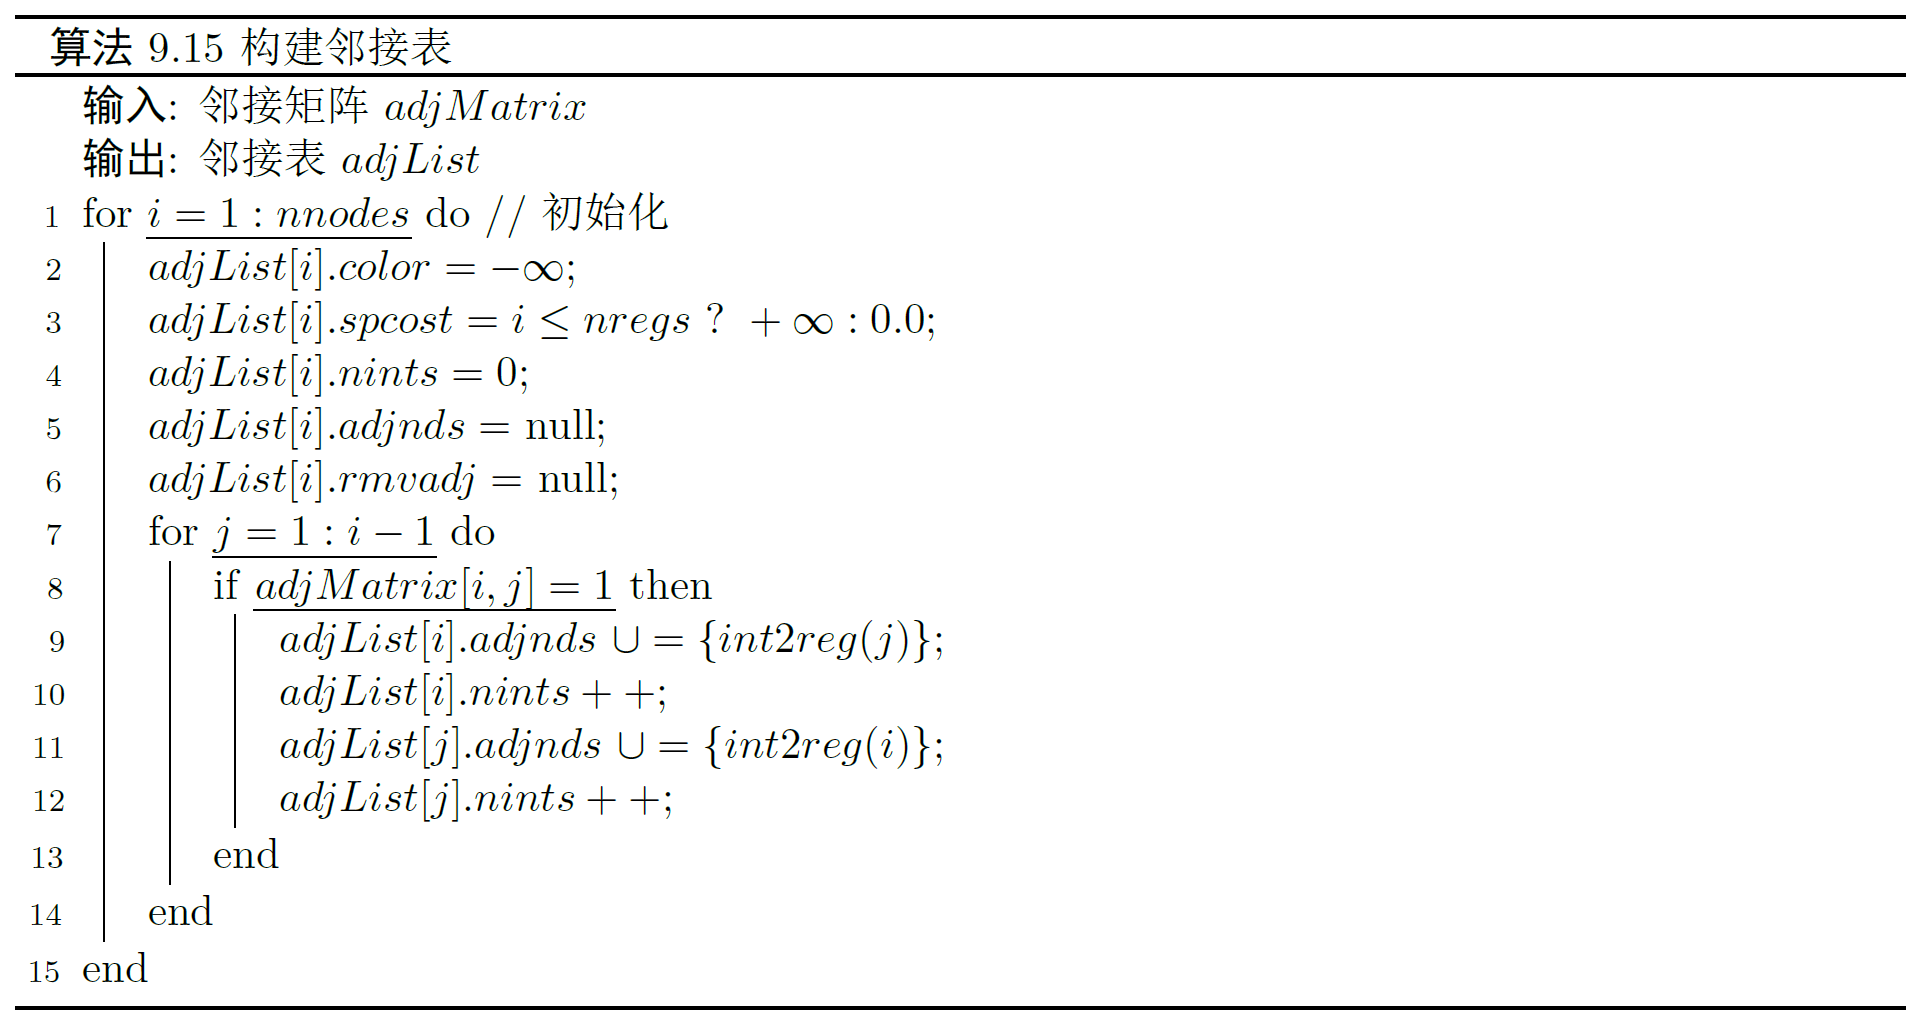 算法 9.15 构建邻接表
输入: 邻接矩阵 adjMatrix
输出: 邻接表 adjList
1 for i = 1 : nnodes do // 初始化
2 adjList[i].color = −∞;
3 adjList[i].spcost = i ≤ nregs ? + ∞ : 0.0;
4 adjList[i].nints = 0;
5 adjList[i].adjnds = null;
6 adjList[i].rmvadj = null;
7 for j = 1 : i − 1 do
8 if adjMatrix[i, j] = 1 then
9 adjList[i].adjnds ∪ = {int2reg(j)};
10 adjList[i].nints + +;
11 adjList[j].adjnds ∪ = {int2reg(i)};
12 adjList[j].nints + +;
13 end
14 end
15 end